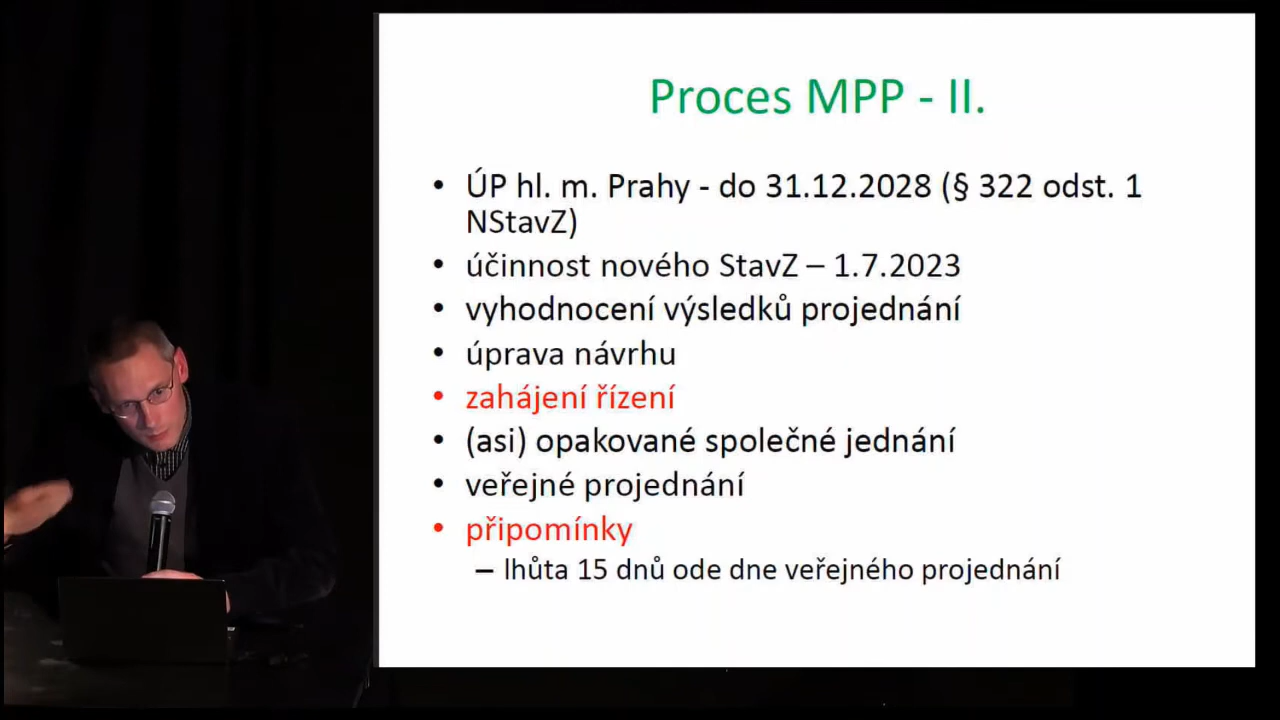 Proces MPP - II.
• ÚP hl. m. Prahy - do 31.12.2028 (§ 322 odst. 1
NStavZ)
• účinnost nového StavZ – 1.7.2023
• vyhodnocení výsledků projednání
• úprava návrhu
• zahájení řízení
• (asi) opakované společné jednání
• veřejné projednání
• připomínky
– lhůta 15 dnů ode dne veřejného projednání